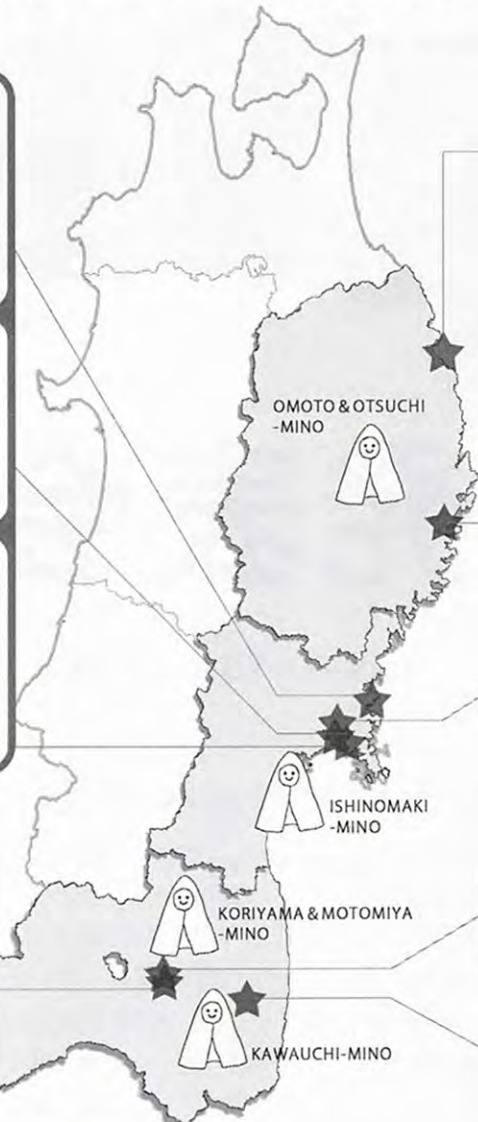 OMOTO & OTSUCHI
-MINO
ISHINOMAKI
-MINO
KORIYAMA & MOTOMIYA
-MINO
KAWAUCHI-MINO